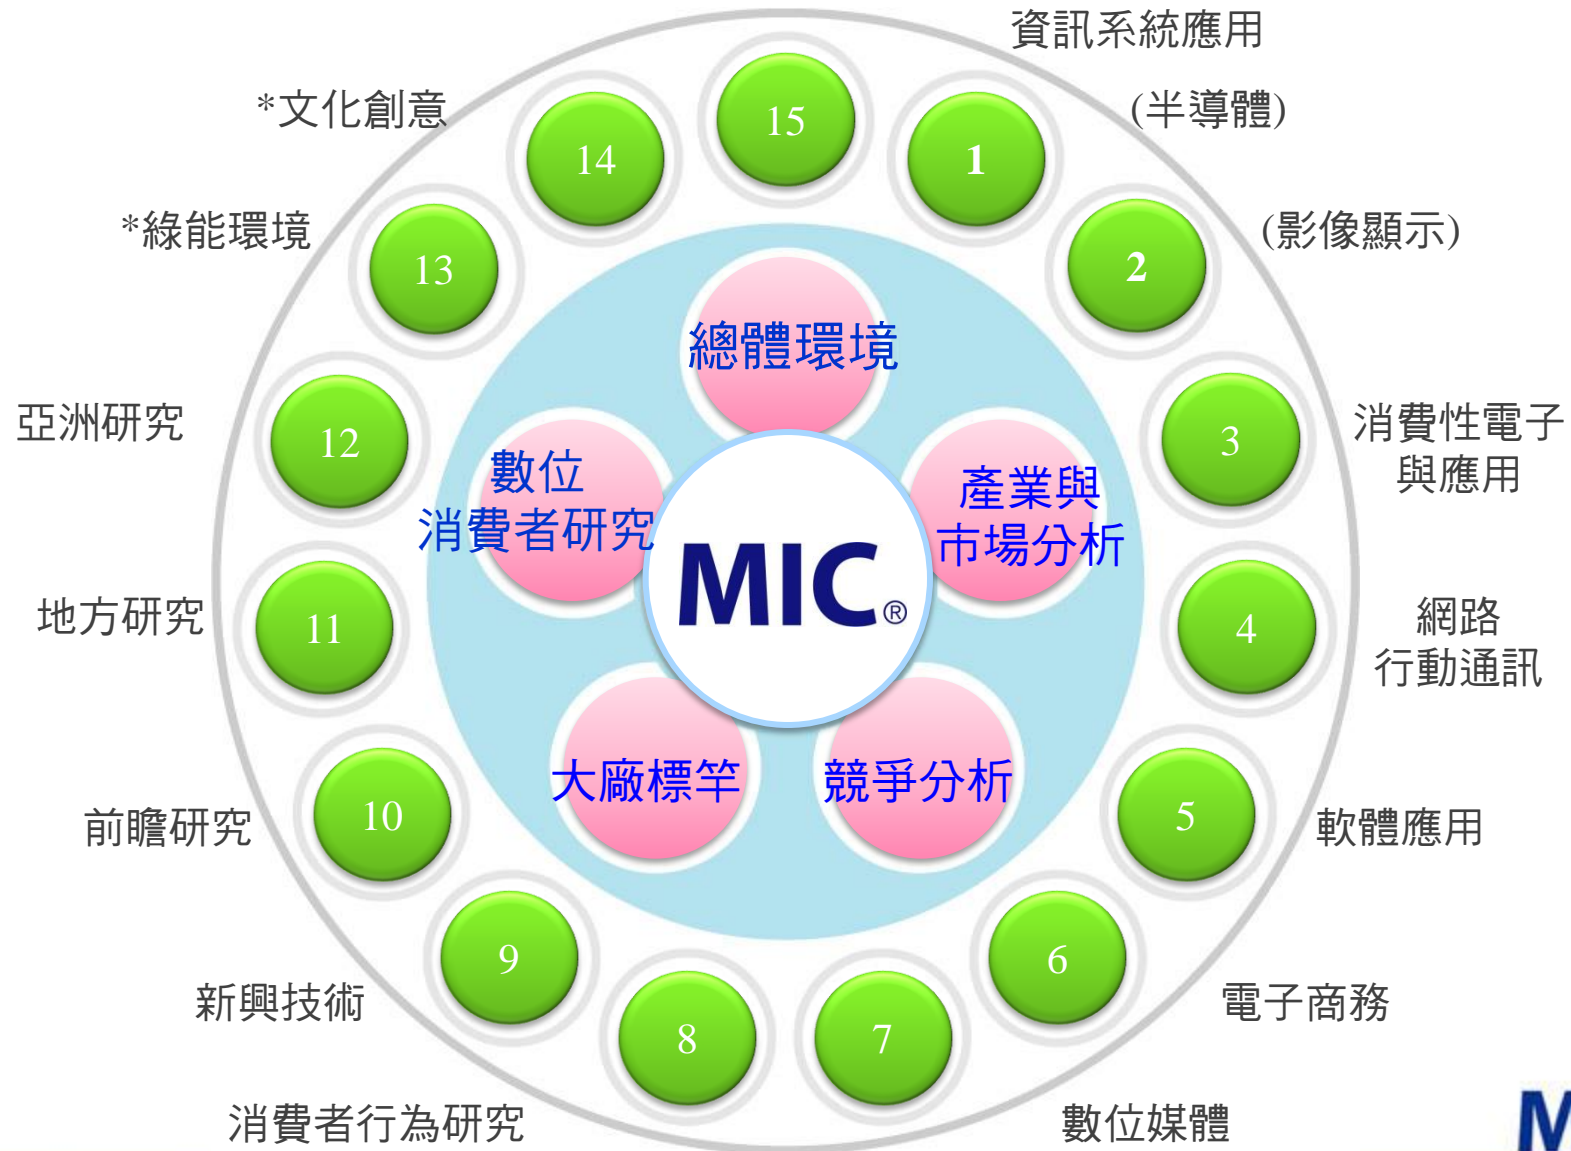 資訊系統應用
*文化創意
(半導體)
15
14
1
*綠能環境
(影像顯示)
13
2
總體環境
亞洲研究
12
3
消費性電子
與應用
數位
消費者研究
產業與
市場分析
MIC®
地方研究
11
4
網路
行動通訊
大廠標竿
競爭分析
前瞻研究
10
5
軟體應用
新興技術
9
6
電子商務
8
7
消費者行為研究
數位媒體